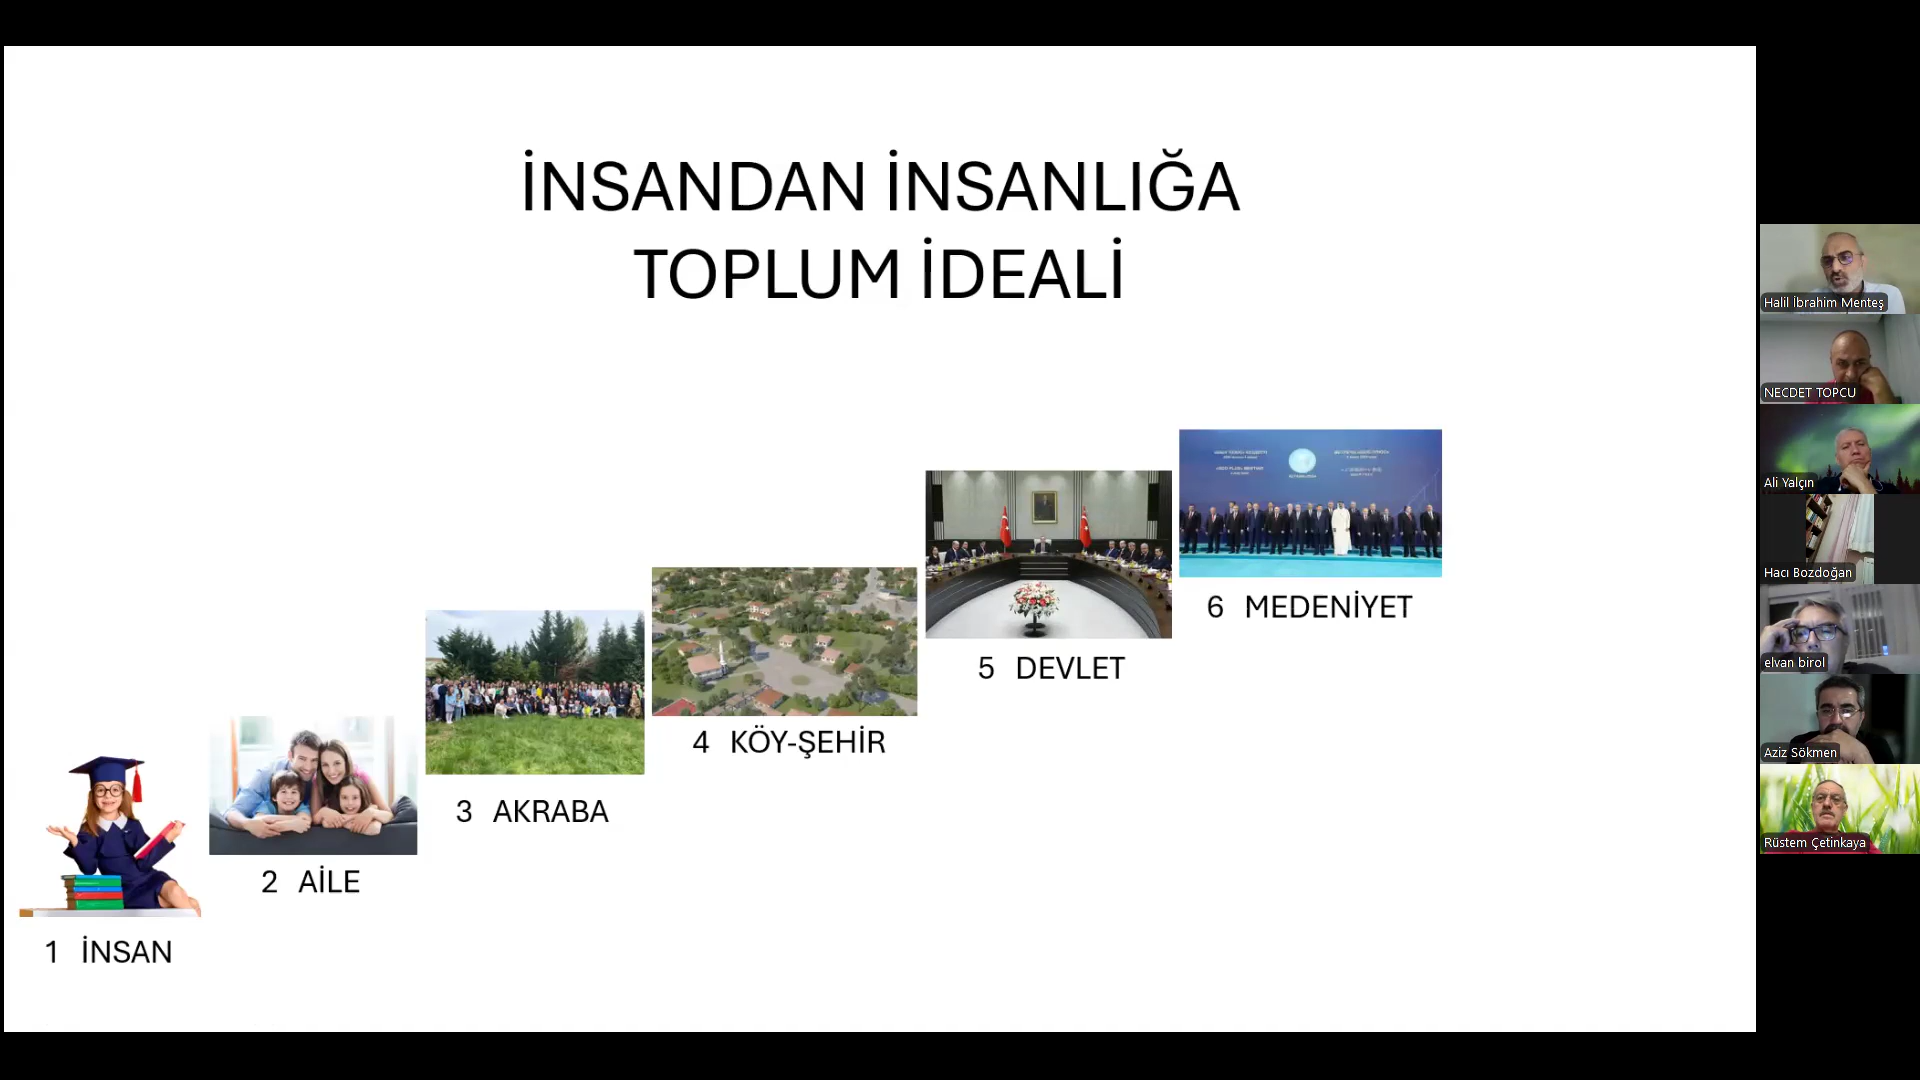 İNSANDAN İNSANLIĞA
TOPLUM İDEALİ
1 İNSAN
2 AİLE
3 AKRABA
4 KÖY-ŞEHİR
5 DEVLET
6 MEDENİYET
Halil İbrahim Menteş
NECDET TOPCU
Ali Yalçın
Hacı Bozdoğan
elvan birol
Aziz Sökmen
Rüstem Çetinkaya